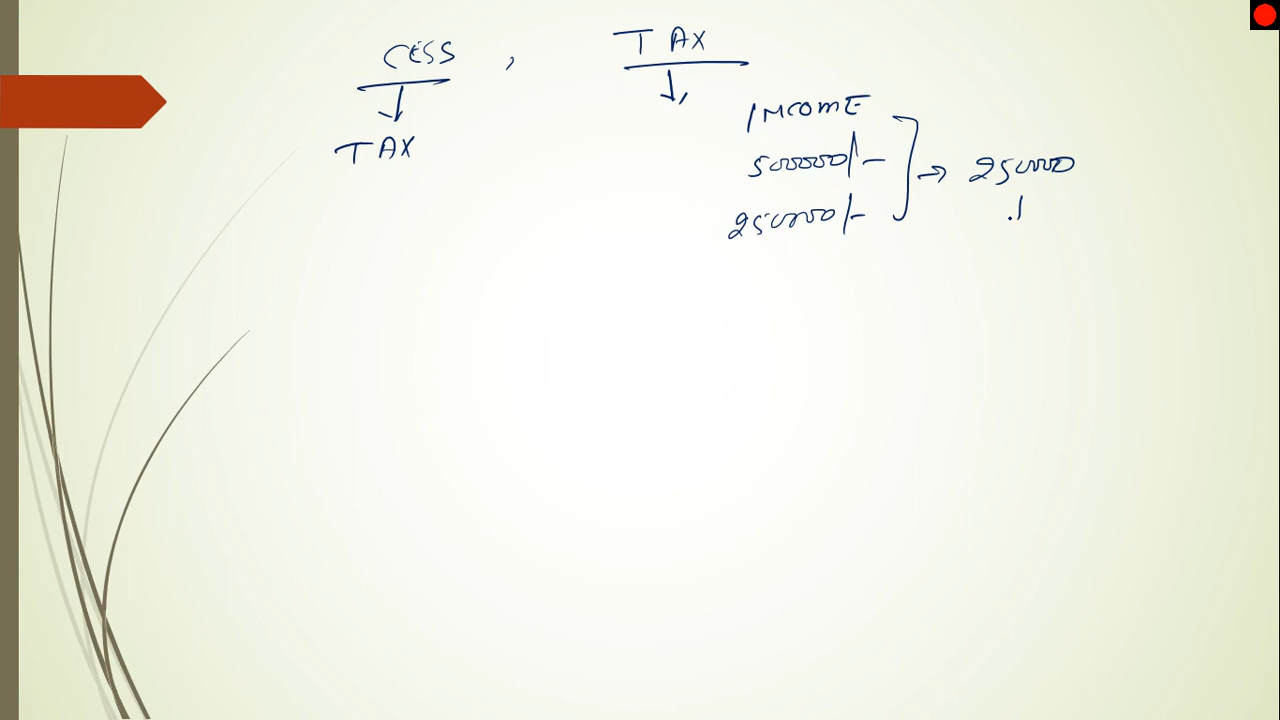 CESS , TAX
TAX
INCOME
500000/-
250000/-
→ 25000